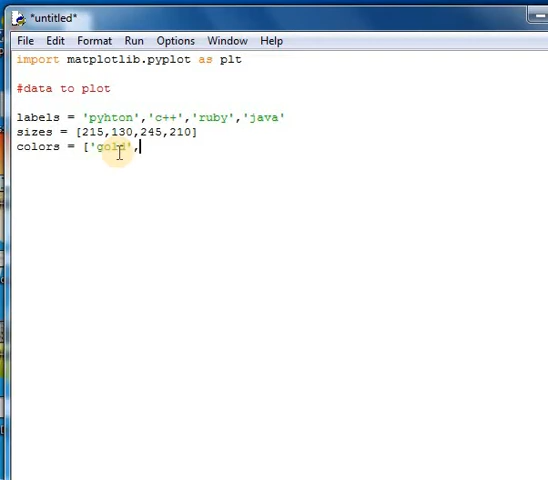 *untitled*
File Edit Format Run Options Window Help
import matplotlib.pyplot as plt
#data to plot
labels = 'pyhton','c++','ruby','java'
sizes = [215,130,245,210]
colors = ['gold',